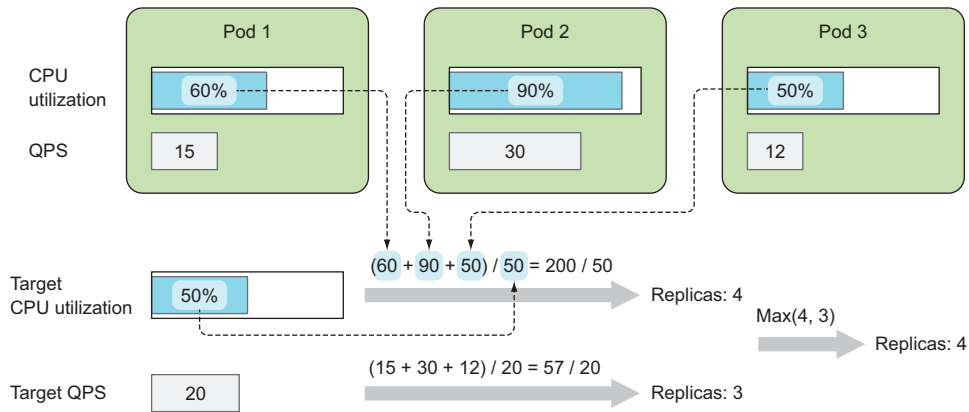 Pod 1
Pod 2
Pod 3
CPU
utilization
60%
90%
50%
QPS
15
30
12
(60 + 90 + 50) / 50 = 200 / 50
Target
CPU utilization
50%
Replicas: 4
Max(4, 3)
Replicas: 4
(15 + 30 + 12) / 20 = 57 / 20
Target QPS
20
Replicas: 3